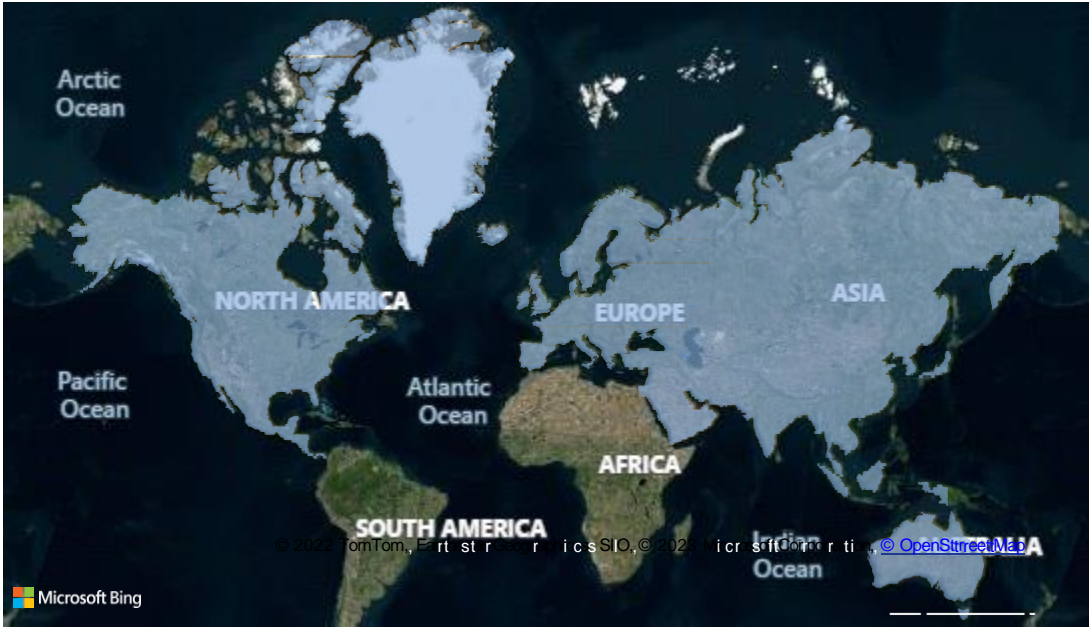 Arctic
Ocean
NORTH AMERICA
EUROPE
ASIA
Pacific
Ocean
Atlantic
Ocean
AFRICA
SOUTH AMERICA
© 2022 TomTom,
© OpenStreetMap
Indian
Ocean
Microsoft Bing